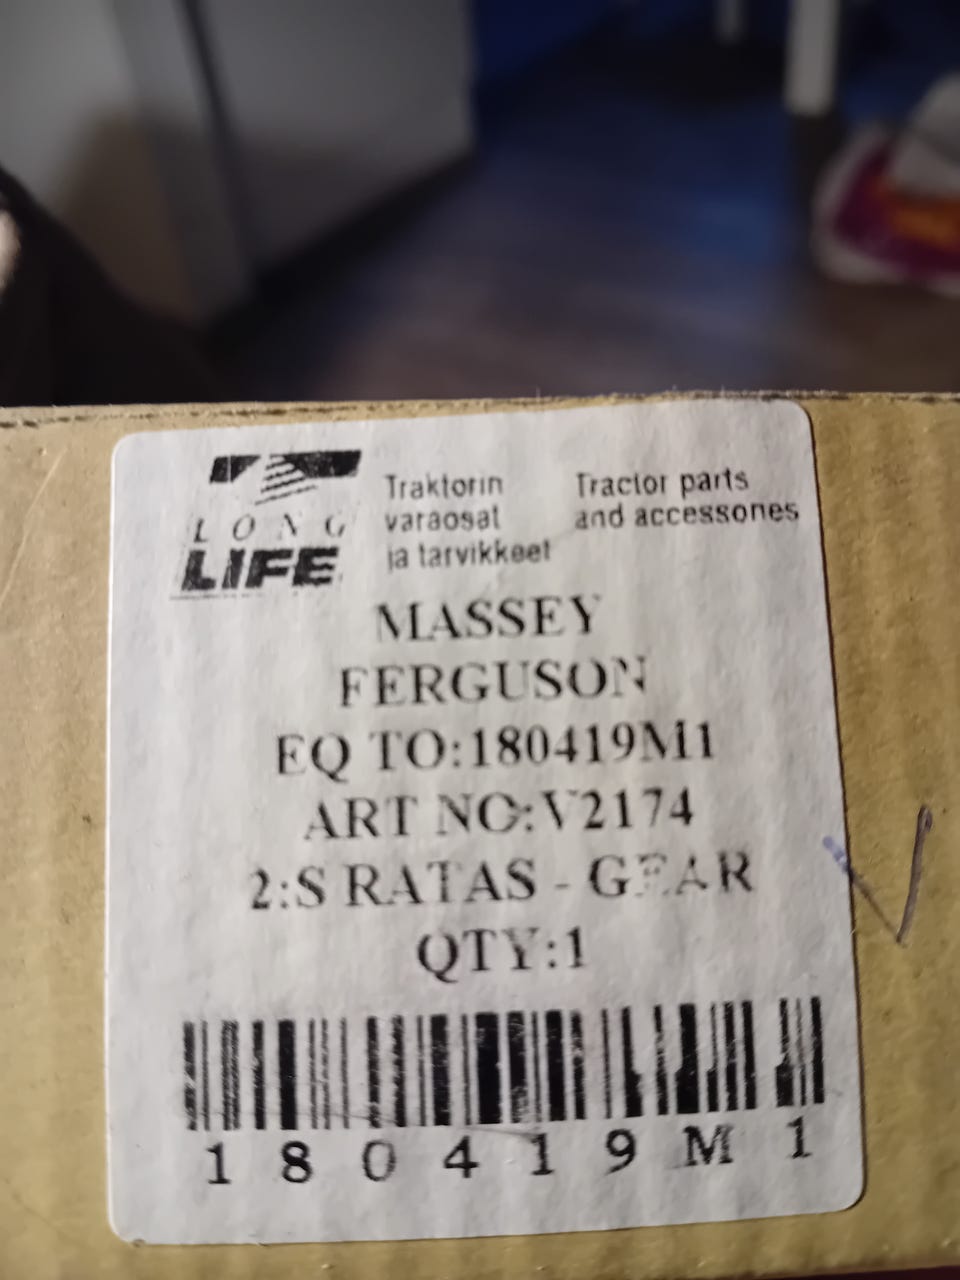 LONG
LIFE
Traktorin
varaosat
ja tarvikkeet
Tractor parts
and accessories
MASSEY
FERGUSON
EQ TO:180419M1
ART NO:V2174
2:S RATAS - GEAR
QTY:1
180419M1